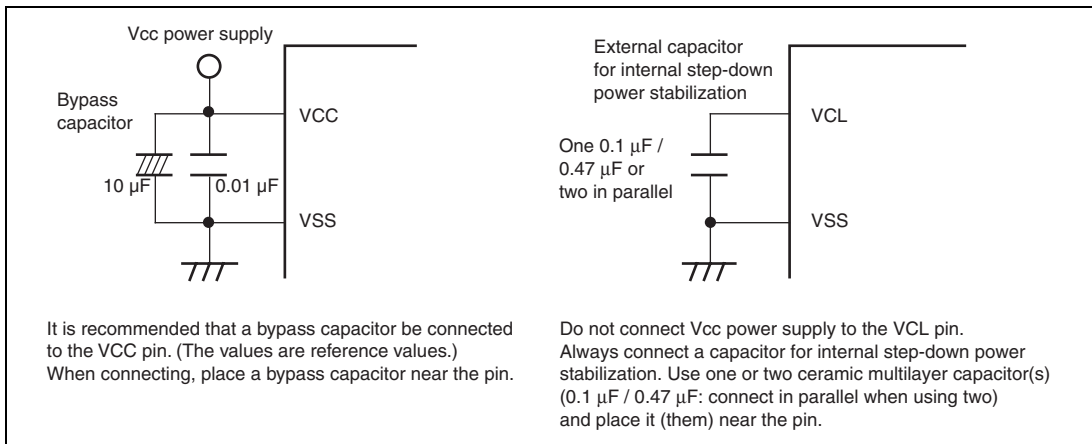 Vcc power supply
Bypass
capacitor
VCC
10 µF
0.01 µF
VSS
It is recommended that a bypass capacitor be connected
to the VCC pin. (The values are reference values.)
When connecting, place a bypass capacitor near the pin.
External capacitor
for internal step-down
power stabilization
VCL
One 0.1 µF /
0.47 µF or
two in parallel
VSS
Do not connect Vcc power supply to the VCL pin.
Always connect a capacitor for internal step-down power
stabilization. Use one or two ceramic multilayer capacitor(s)
(0.1 µF / 0.47 µF: connect in parallel when using two)
and place it (them) near the pin.